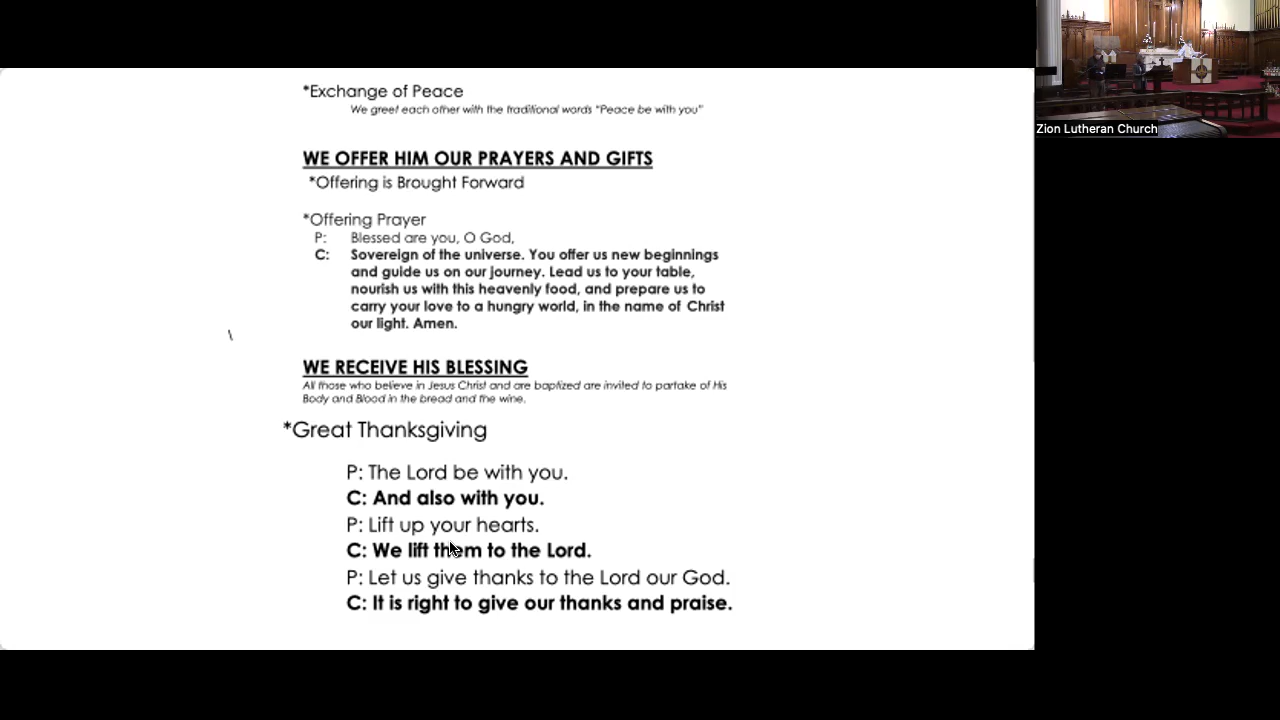 *Exchange of Peace
We greet each other with the traditional words "Peace be with you"
WE OFFER HIM OUR PRAYERS AND GIFTS
*Offering is Brought Forward
*Offering Prayer
P: Blessed are you, O God,
C: Sovereign of the universe. You offer us new beginnings
and guide us on our journey. Lead us to your table,
nourish us with this heavenly food, and prepare us to
carry your love to a hungry world, in the name of Christ
our light. Amen.
\
WE RECEIVE HIS BLESSING
All those who believe in Jesus Christ and are baptized are invited to partake of His
Body and Blood in the bread and the wine.
*Great Thanksgiving
P: The Lord be with you.
C: And also with you.
P: Lift up your hearts.
C: We lift them to the Lord.
P: Let us give thanks to the Lord our God.
C: It is right to give our thanks and praise.
Zion Lutheran Church